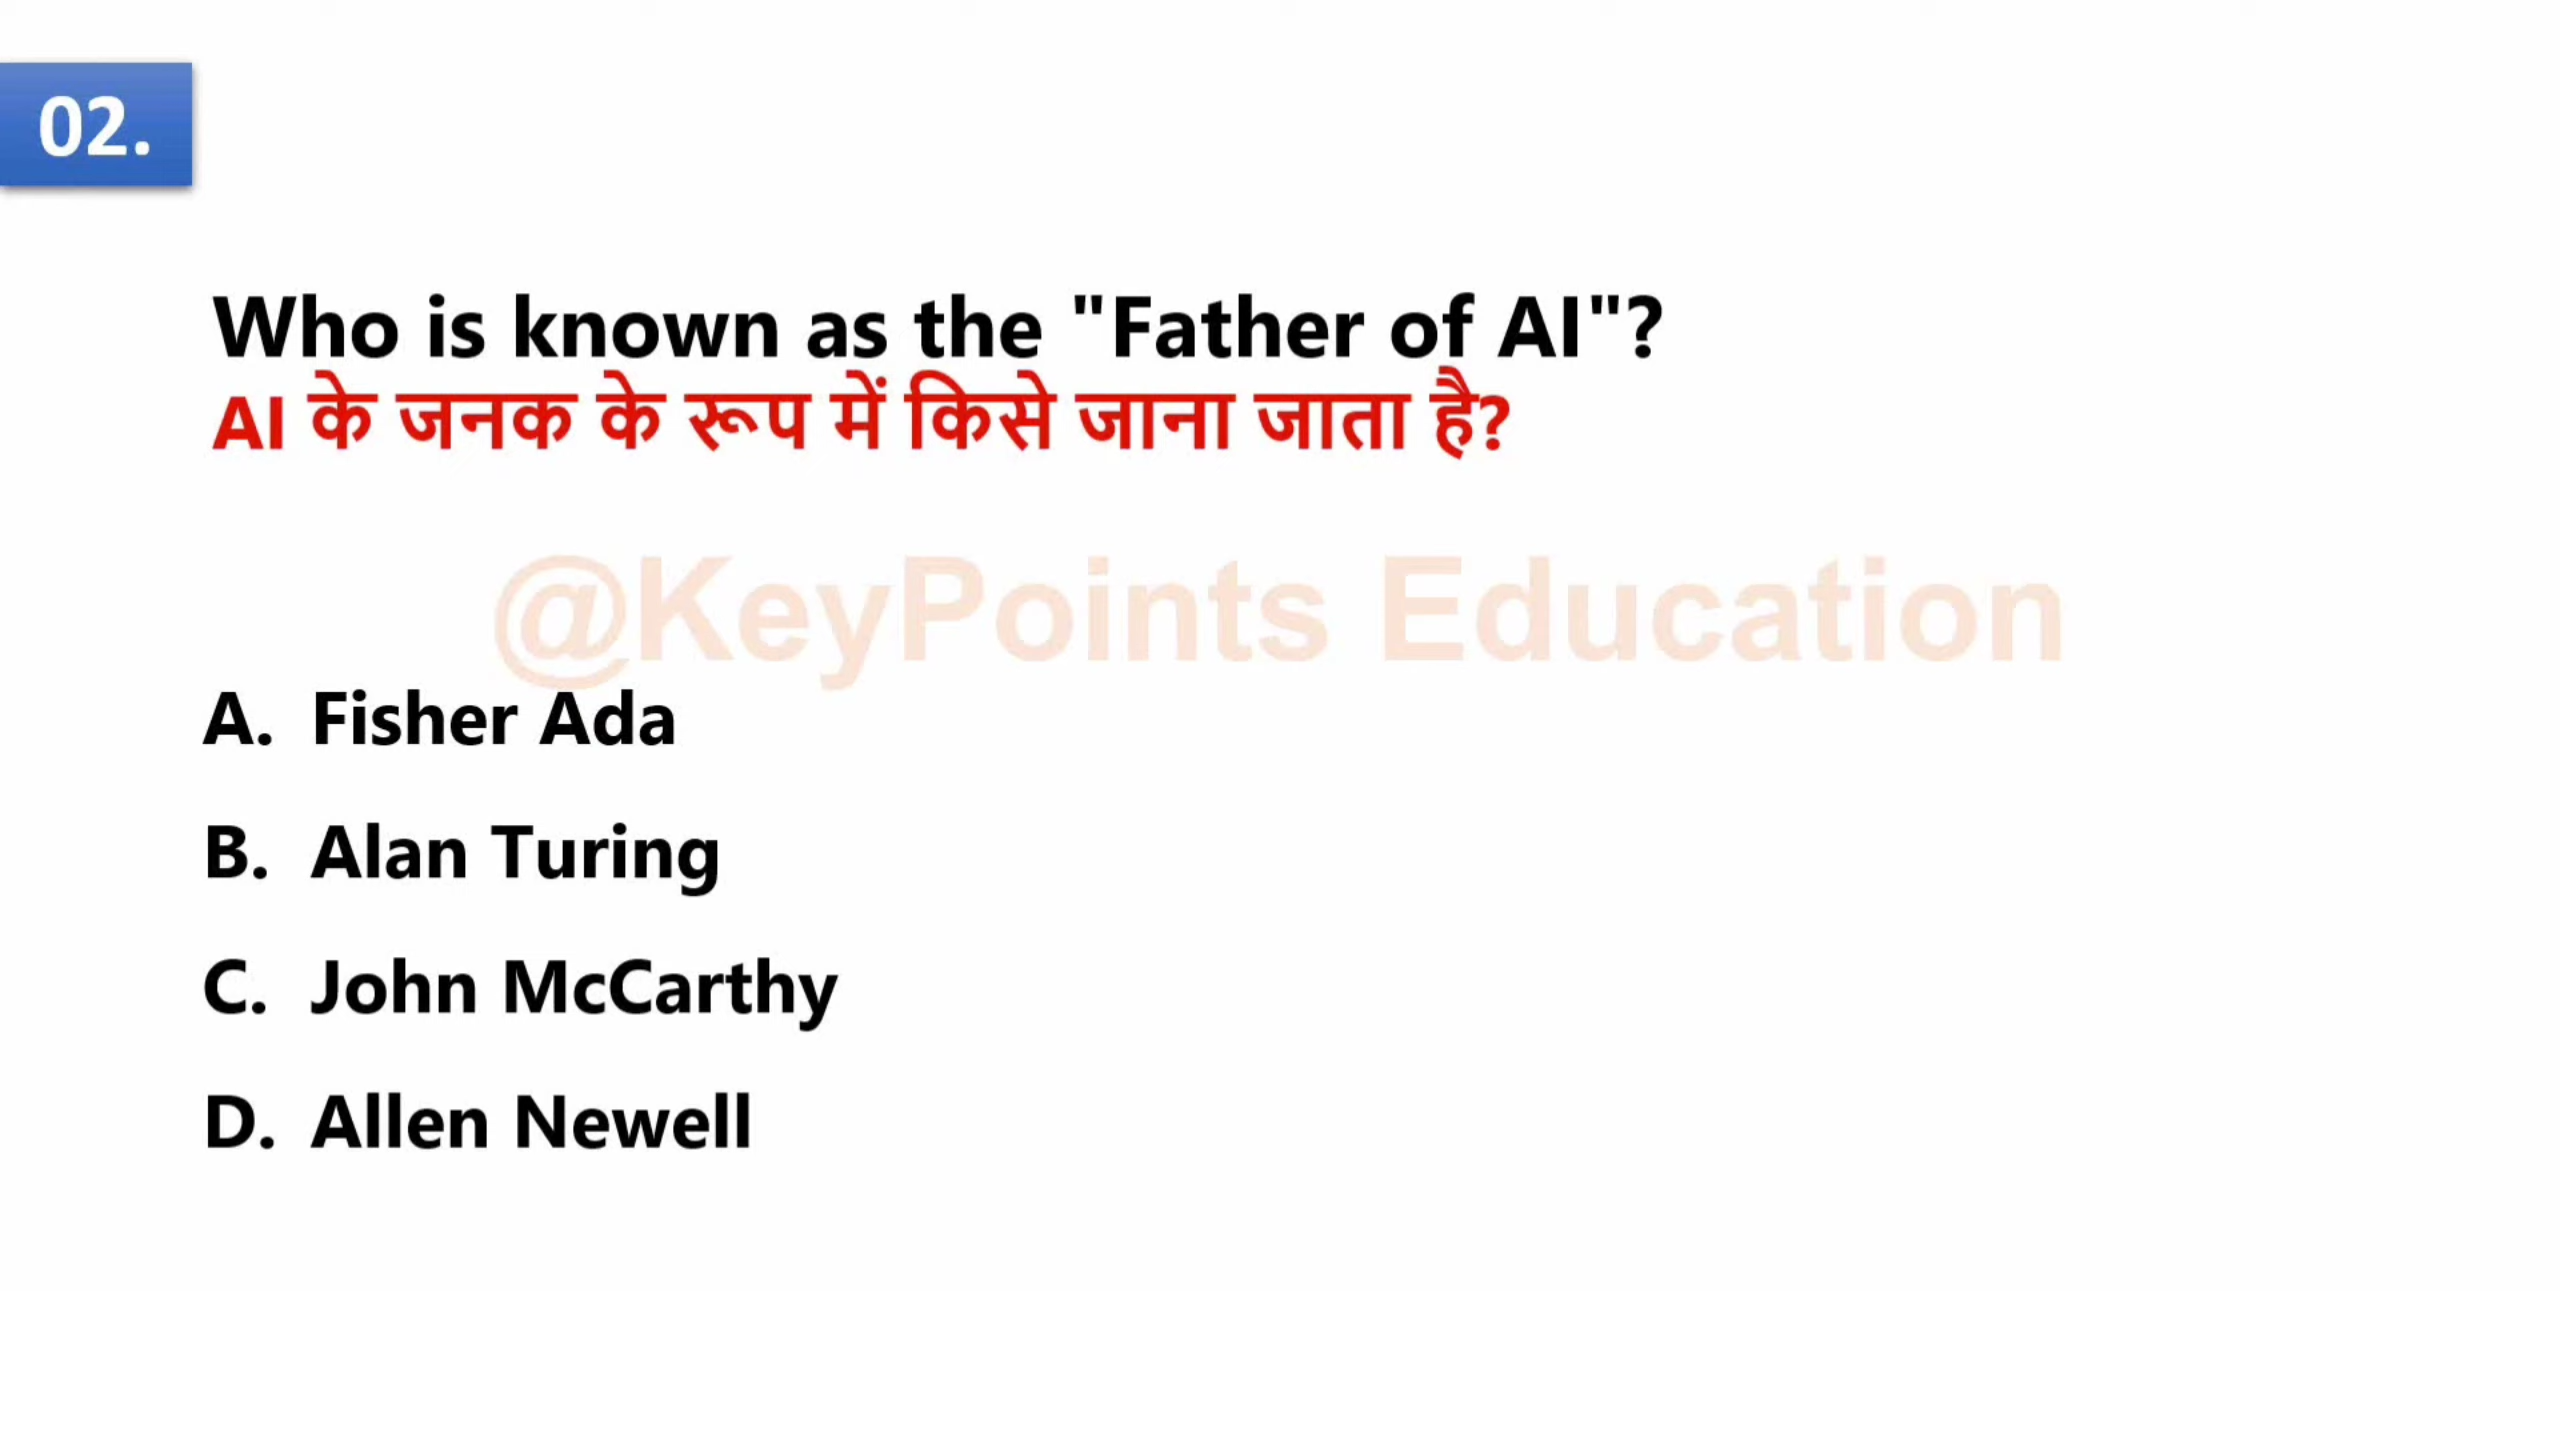 02.
Who is known as the "Father of AI"?
AI के जनक के रूप में किसे जाना जाता है?
@KeyPoints Education
A. Fisher Ada
B. Alan Turing
C. John McCarthy
D. Allen Newell